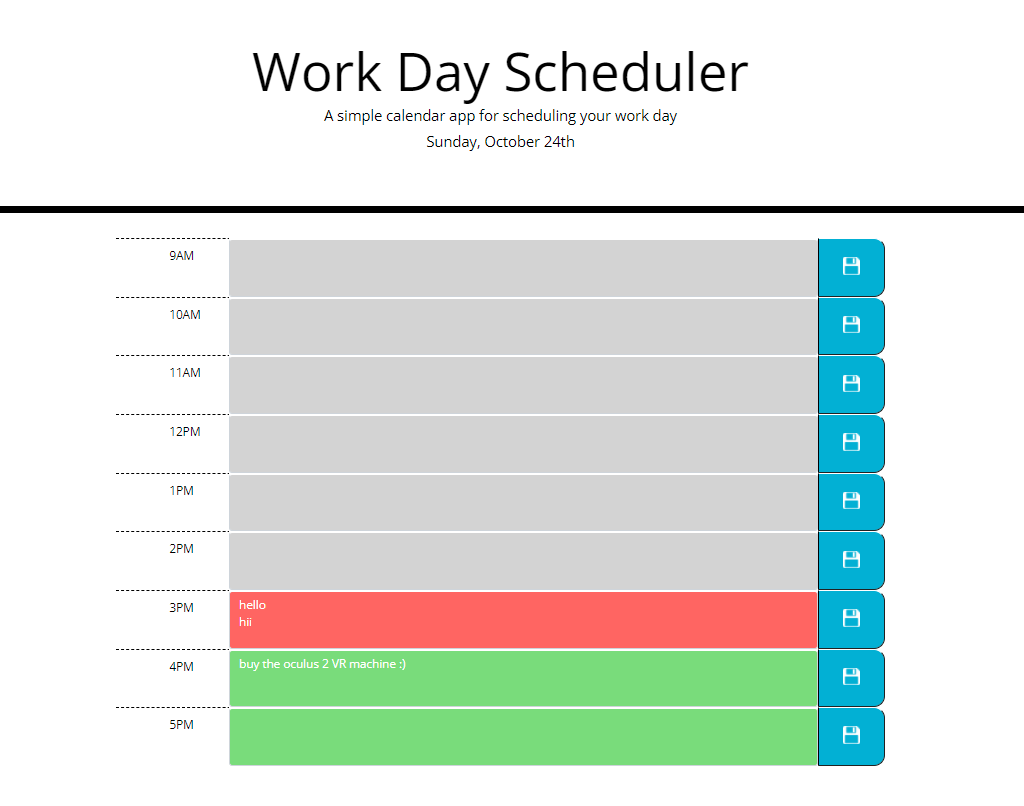 Work Day Scheduler
A simple calendar app for scheduling your work day
Sunday, October 24th
9AM
10AM
11AM
12PM
1PM
2PM
3PM
hello
hii
4PM
buy the oculus 2 VR machine :)
5PM